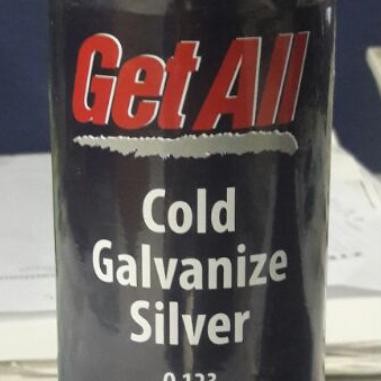 Get All
Cold
Galvanize
Silver